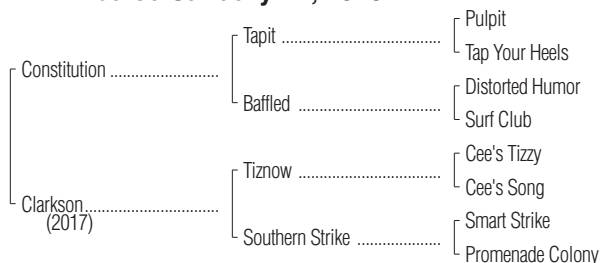 Tapit
Pulpit
Tap Your Heels
Constitution
Baffled
Distorted Humor
Surf Club
Clarkson
(2017)
Tiznow
Cee's Tizzy
Cee's Song
Southern Strike
Smart Strike
Promenade Colony